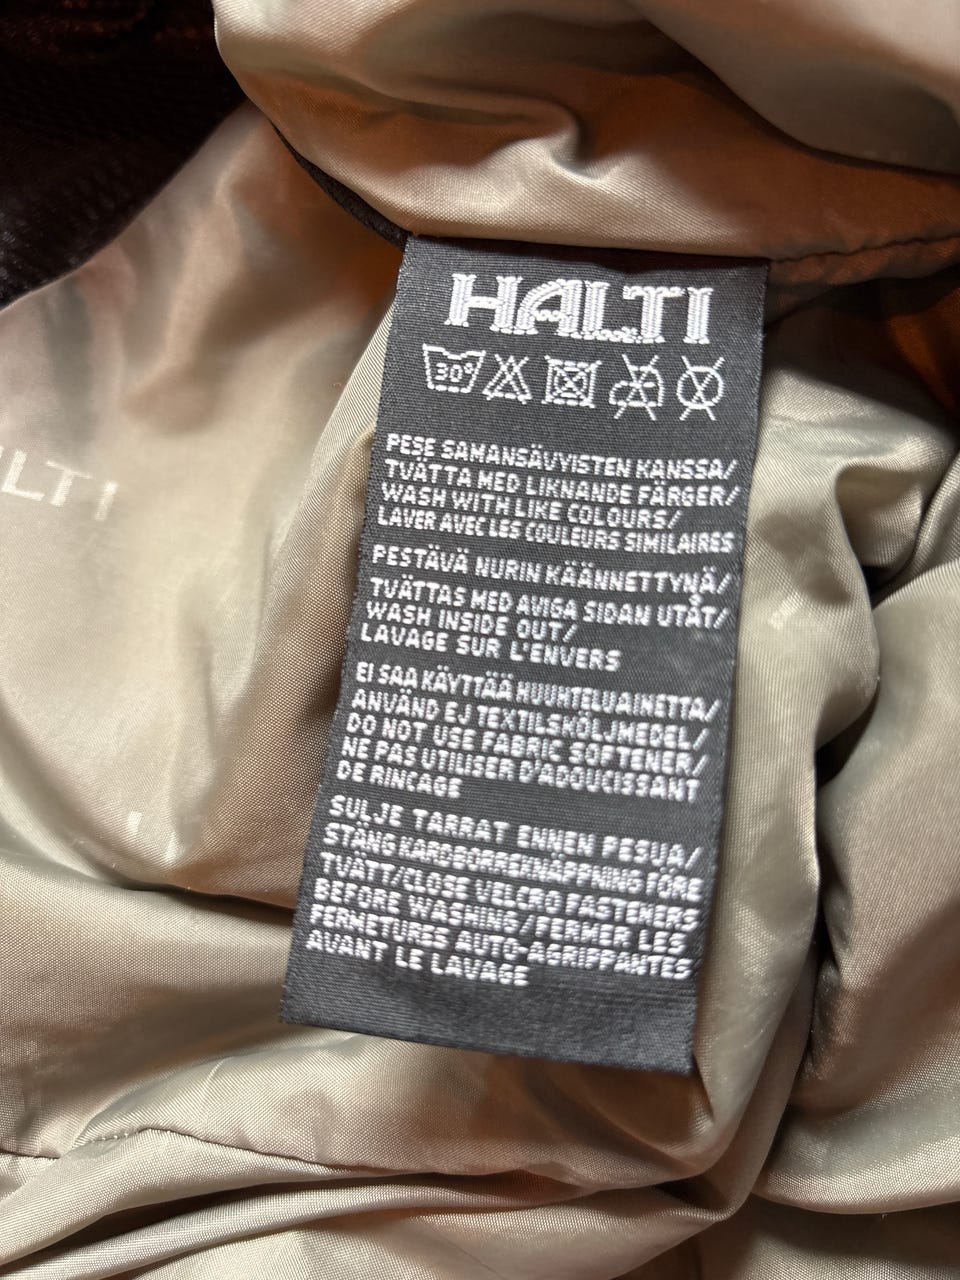 HALTI
30°
PESE SAMANSÄVYISTEN KANSSA/
TVÄTTA MED LIKNANDE FÄRGER/
WASH WITH LIKE COLOURS/
LAVER AVEC LES COULEURS SIMILAIRES
PESTÄVÄ NURIN KÄÄNNETTYNÄ/
TVÄTTAS MED AVIGA SIDAN UTÅT/
WASH INSIDE OUT/
LAVAGE SUR L'ENVERS
EI SAA KÄYTTÄÄ HUUHTELUAINETTA/
ANVÄND EJ TEXTILSKÖLJMEDEL/
DO NOT USE FABRIC SOFTENER/
NE PAS UTILISER D'ADOUCISSANT
DE RINCAGE
SULJE TARRAT ENNEN PESUA/
STÄNG KARDBORREKNÄPPNING FÖRE
TVÄTT/CLOSE VELCRO FASTENERS
BEFORE WASHING/FERMER LES
FERMETURES AUTO-AGRIPPANTES
AVANT LE LAVAGE
LTI